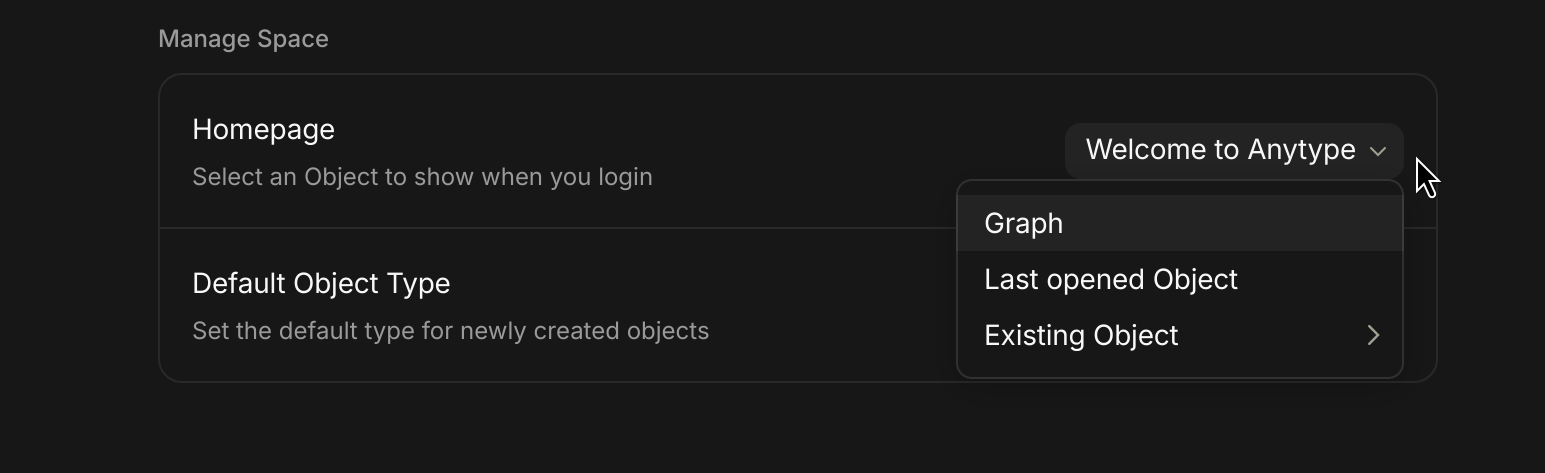 Manage Space
Homepage
Select an Object to show when you login
Welcome to Anytype
Graph
Last opened Object
Existing Object
Default Object Type
Set the default type for newly created objects